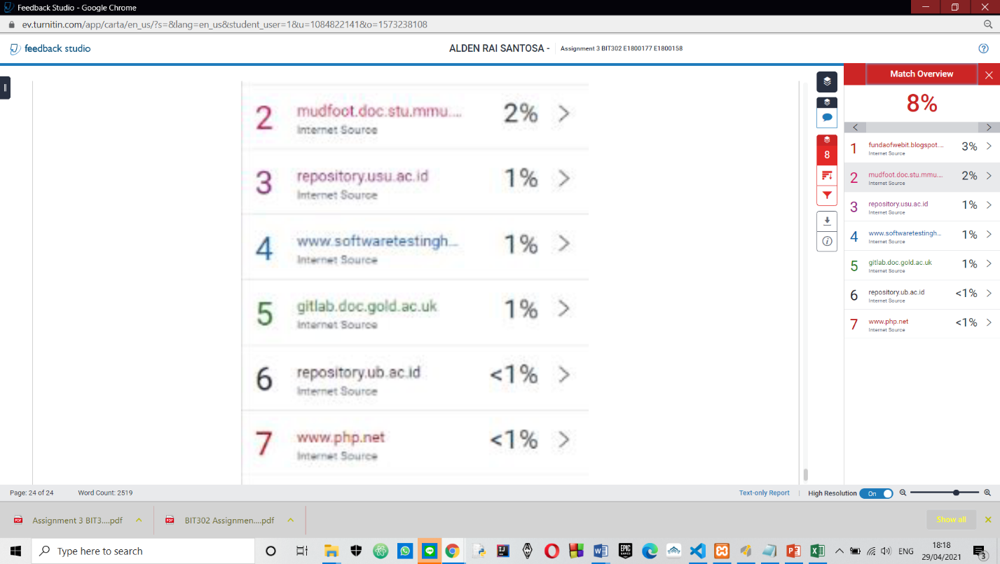 Feedback Studio - Google Chrome
ev.turnitin.com/app/carta/en_us/?s=&lang=en_us&student_user=1&u=1084822141&o=1573238108
feedback studio
ALDEN RAI SANTOSA -
Assignment 3 BIT302 E1800177 E1800158
2 mudfoot.doc.stu.mmu.... 2%
Internet Source
3 repository.usu.ac.id 1%
Internet Source
4 www.softwaretestingh... 1%
Internet Source
5 gitlab.doc.gold.ac.uk 1%
Internet Source
6 repository.ub.ac.id <1%
Internet Source
7 www.php.net <1%
Internet Source
8
Match Overview
8%
1 fundaofwebit.blogspot.... 3%
Internet Source
2 mudfoot.doc.stu.mmu.... 2%
Internet Source
3 repository.usu.ac.id 1%
Internet Source
4 www.softwaretestingh... 1%
Internet Source
5 gitlab.doc.gold.ac.uk 1%
Internet Source
6 repository.ub.ac.id <1%
Internet Source
7 www.php.net <1%
Internet Source
Page: 24 of 24 Word Count: 2519 Text-only Report High Resolution On
Assignment 3 BIT3....pdf BIT302 Assignmen....pdf Show all
Type here to search
EPIC GAMES
ENG
18:18
29/04/2021
3